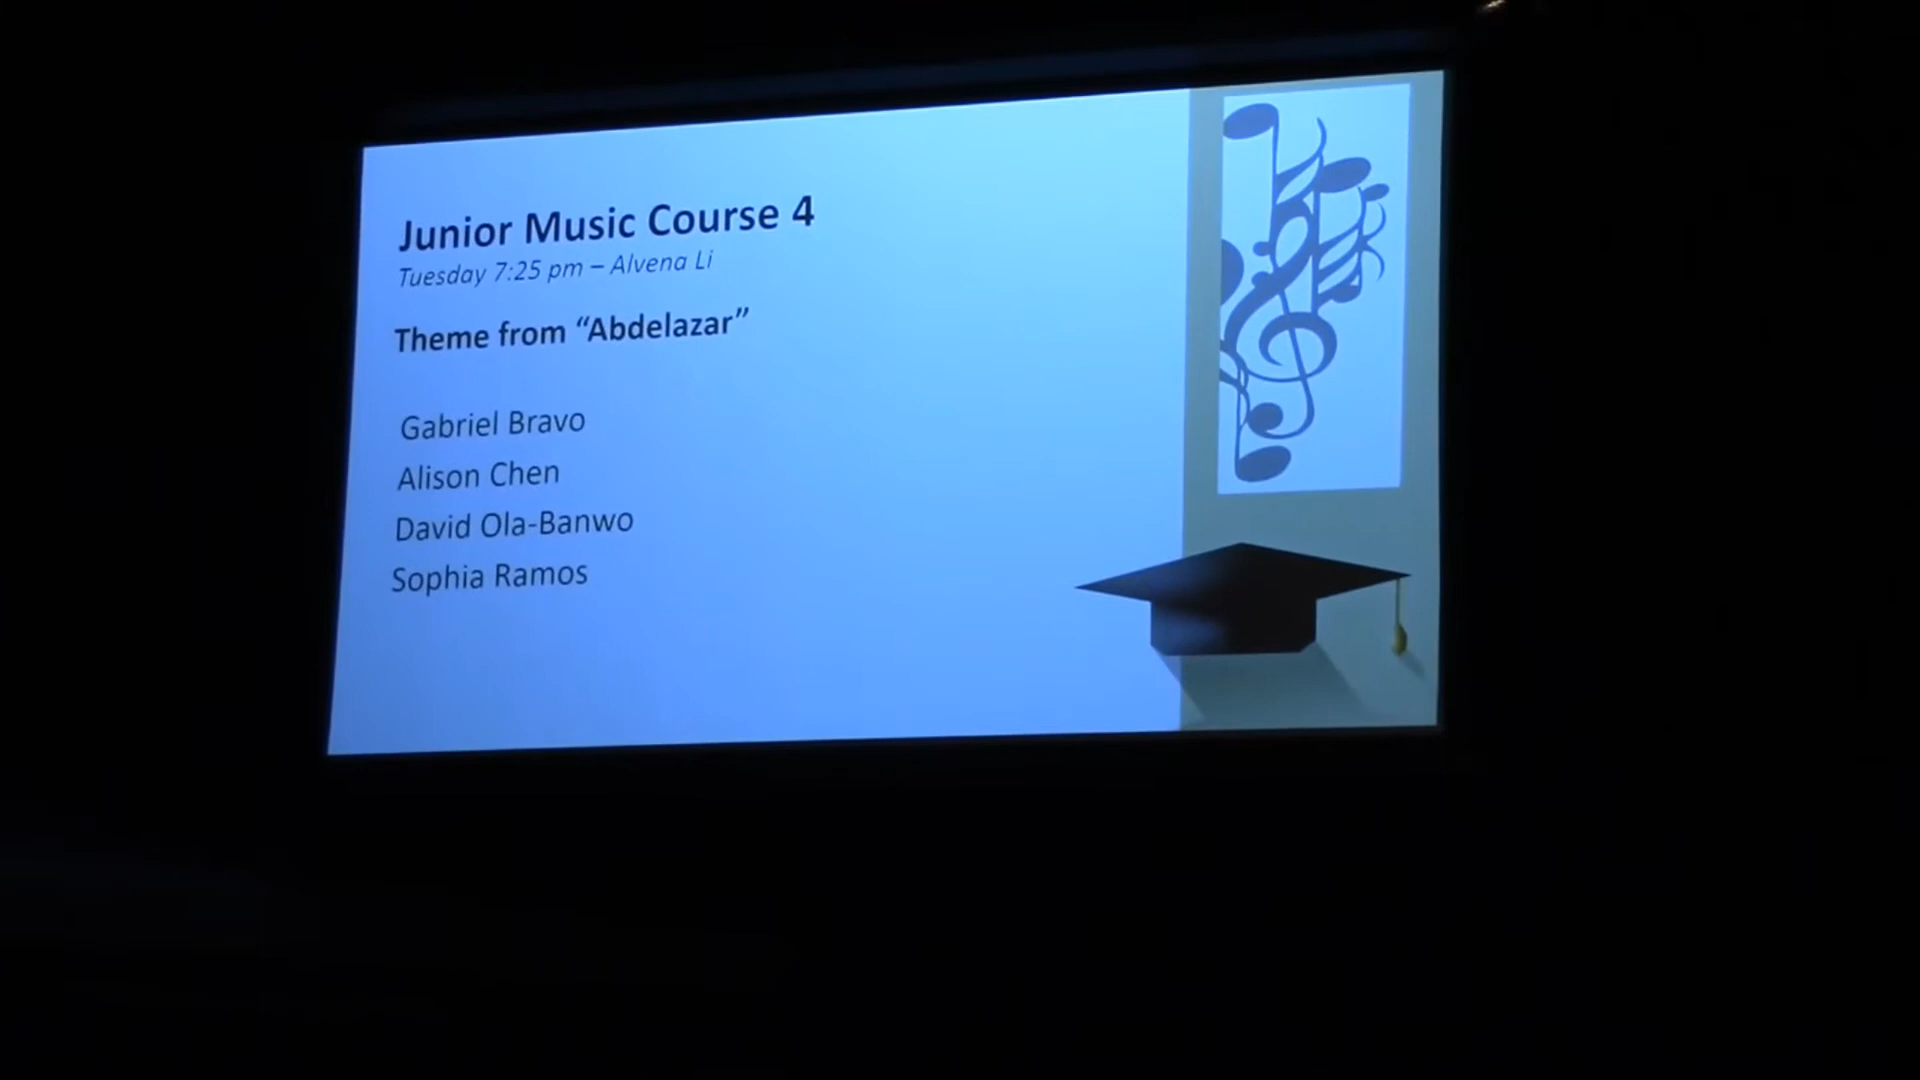 Junior Music Course 4
Tuesday 7:25 pm – Alvena Li
Theme from “Abdelazar”
Gabriel Bravo
Alison Chen
David Ola-Banwo
Sophia Ramos